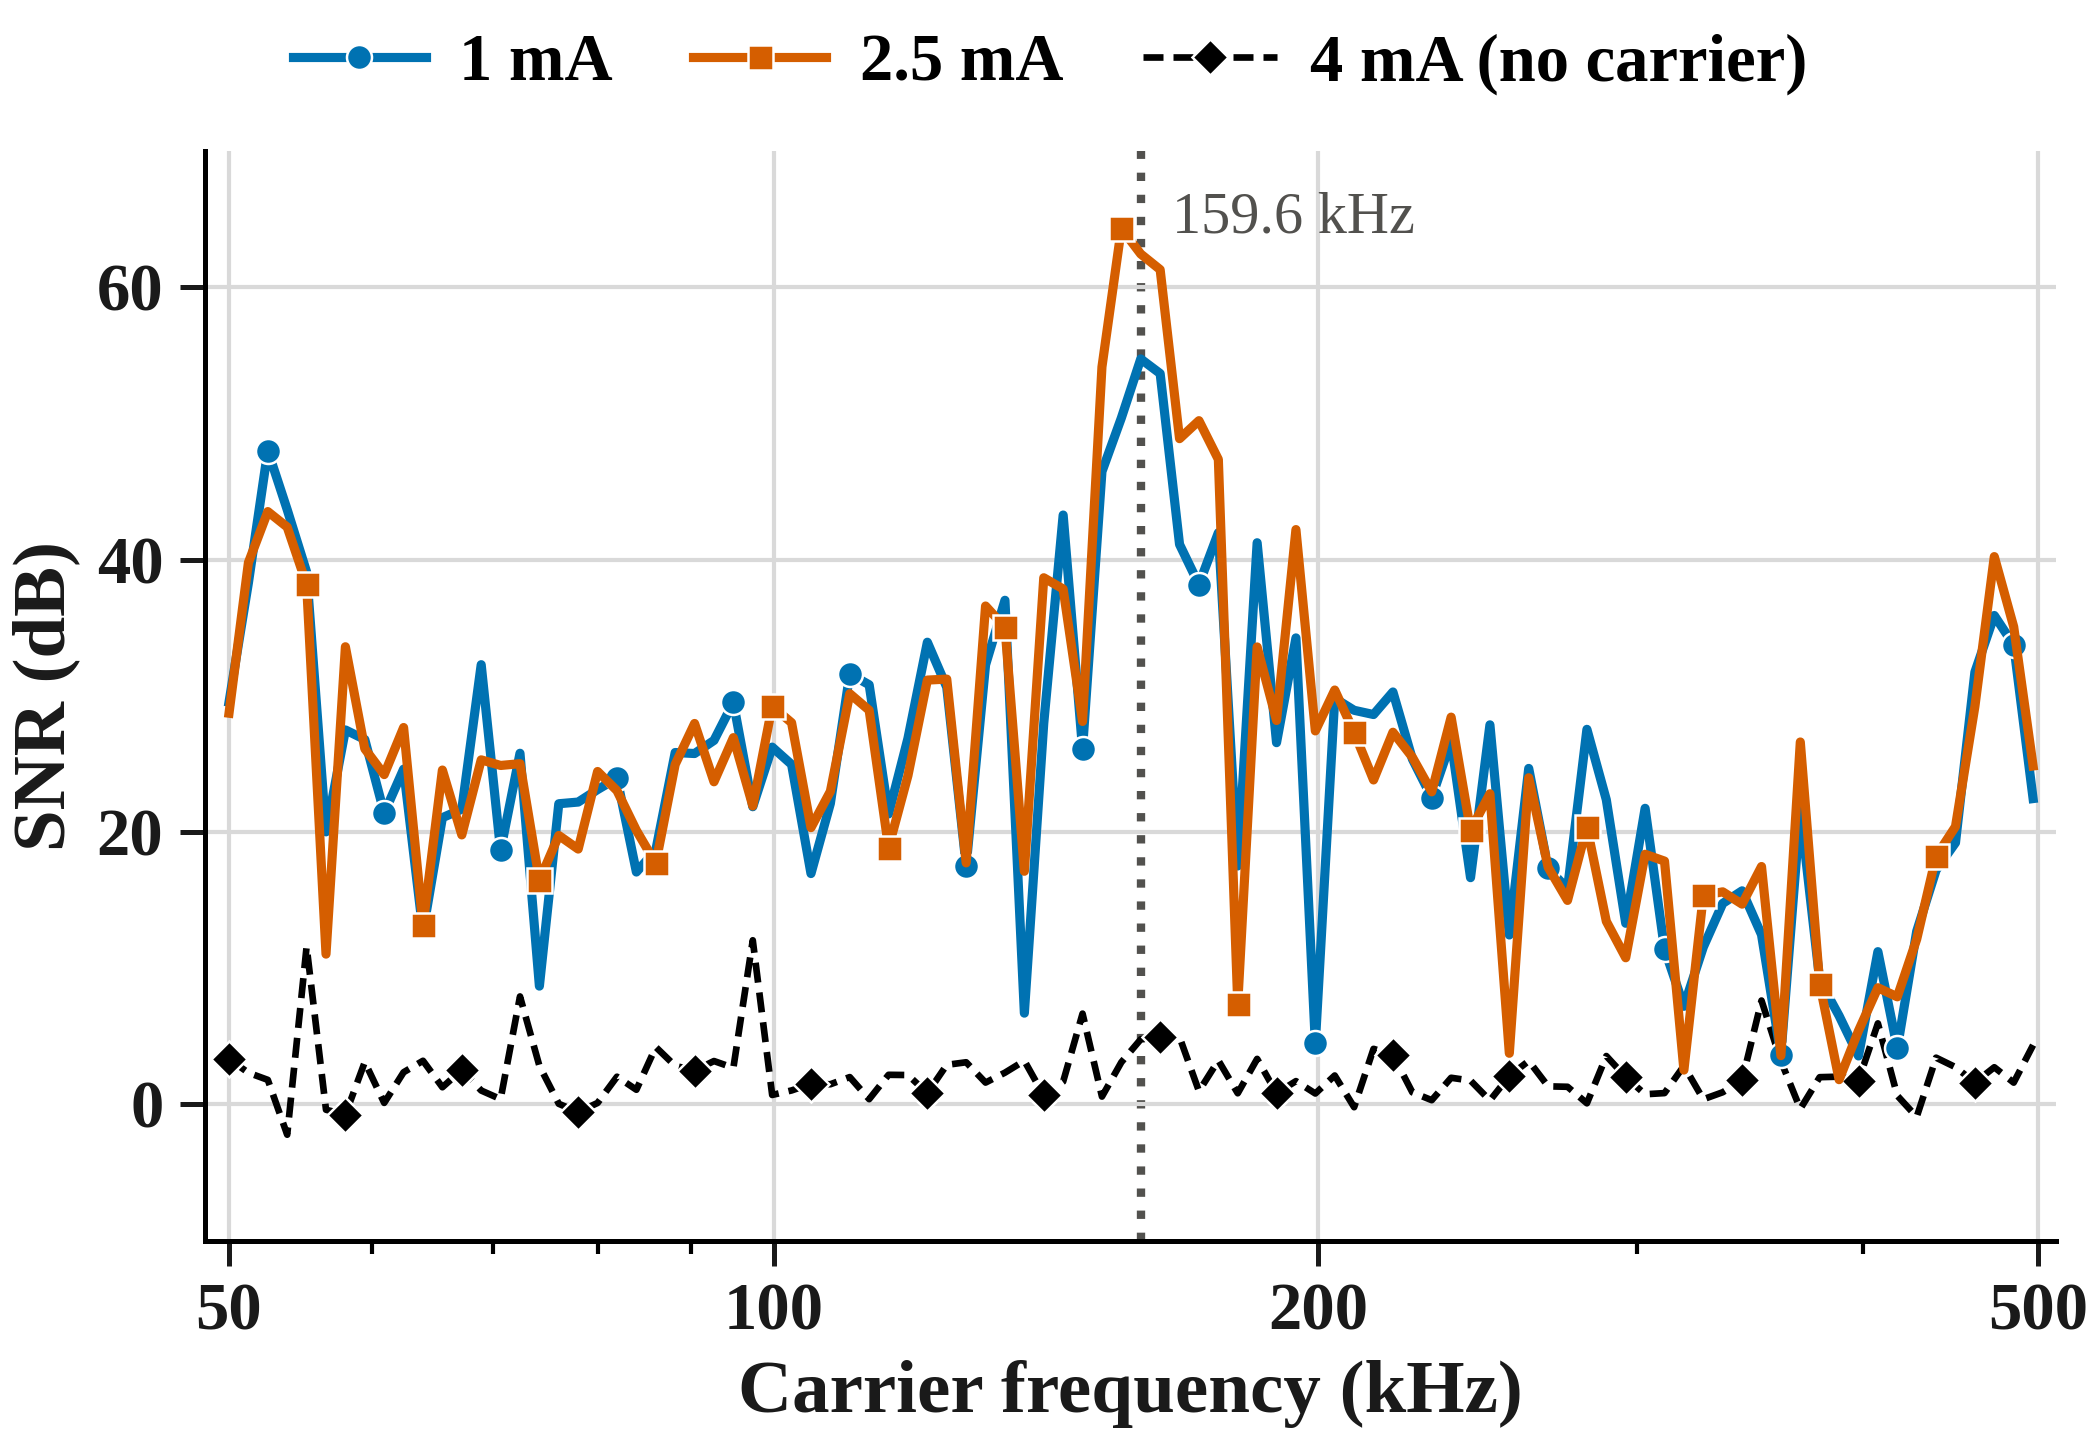 1 mA 2.5 mA 4 mA (no carrier)
159.6 kHz
60
40
20
0
SNR (dB)
50 100 200 500
Carrier frequency (kHz)